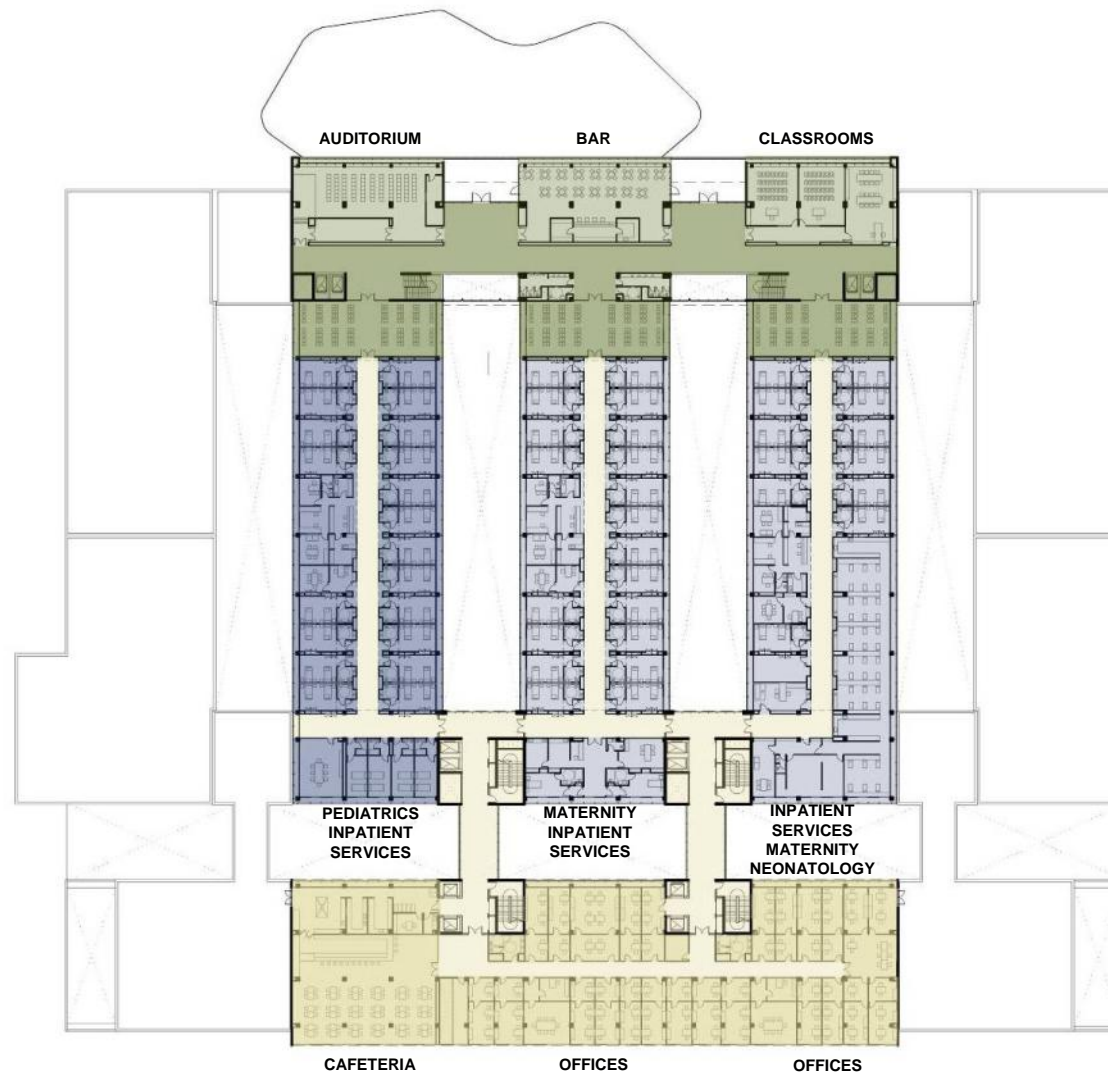 AUDITORIUM
BAR
CLASSROOMS
PEDIATRICS
INPATIENT
SERVICES
MATERNITY
INPATIENT
SERVICES
INPATIENT
SERVICES
MATERNITY
NEONATOLOGY
CAFETERIA
OFFICES
OFFICES